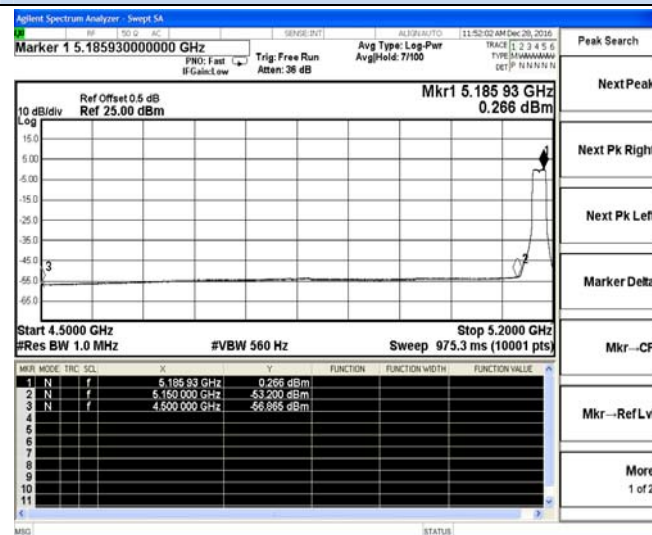 Agilent Spectrum Analyzer - Swept SA
RF 50 Ω AC SENSE:INT ALIGN AUTO 11:52:02 AM Dec 28, 2016
Marker 1 5.185930000000 GHz
PNO: Fast Trig: Free Run
IFGain:Low Atten: 36 dB
Avg Type: Log-Pwr
Avg|Hold: 7/100
TRACE 1 2 3 4 5 6
TYPE
DET P N N N N N
Ref Offset 0.5 dB
10 dB/div Ref 25.00 dBm
Log
Mkr1 5.185 93 GHz
0.266 dBm
15.0
5.00
-5.00
-15.0
-25.0
-35.0
-45.0
-55.0
-65.0
1
2
3
Start 4.5000 GHz Stop 5.2000 GHz
#Res BW 1.0 MHz #VBW 560 Hz Sweep 975.3 ms (10001 pts)
MKR MODE TRC SCL X Y FUNCTION FUNCTION WIDTH FUNCTION VALUE
1 N f 5.185 93 GHz 0.266 dBm
2 N f 5.150 000 GHz -53.200 dBm
3 N f 4.500 000 GHz -56.865 dBm
4
5
6
7
8
9
10
11
MSG STATUS
Peak Search
Next Peak
Next Pk Right
Next Pk Left
Marker Delta
Mkr→CF
Mkr→Ref Lvl
More
1 of 2